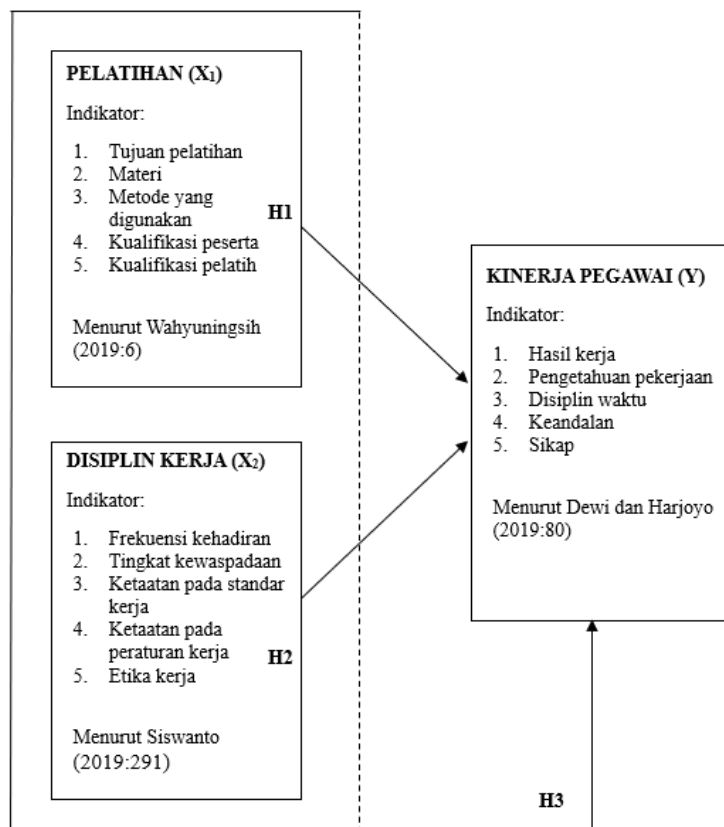 PELATIHAN (X₁)
Indikator:
1. Tujuan pelatihan
2. Materi
3. Metode yang
digunakan
4. Kualifikasi peserta
5. Kualifikasi pelatih
Menurut Wahyuningsih
(2019:6)
H1
DISIPLIN KERJA (X₂)
Indikator:
1. Frekuensi kehadiran
2. Tingkat kewaspadaan
3. Ketaatan pada standar
kerja
4. Ketaatan pada
peraturan kerja
5. Etika kerja
Menurut Siswanto
(2019:291)
H2
KINERJA PEGAWAI (Y)
Indikator:
1. Hasil kerja
2. Pengetahuan pekerjaan
3. Disiplin waktu
4. Keandalan
5. Sikap
Menurut Dewi dan Harjoyo
(2019:80)
H3